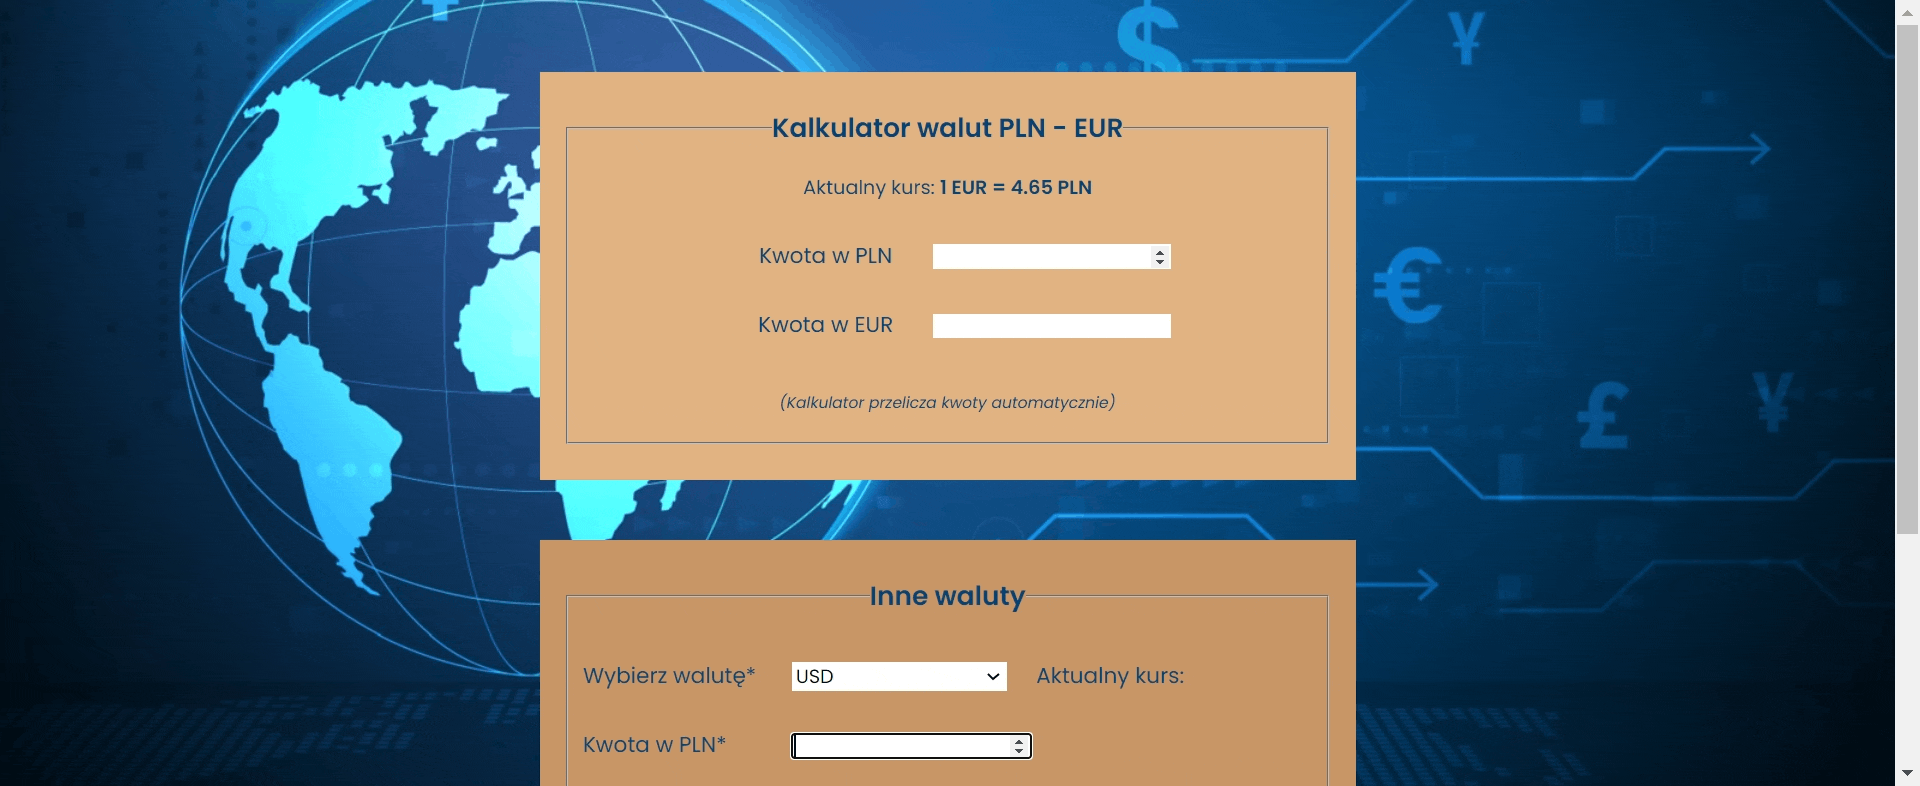 Kalkulator walut PLN - EUR
Aktualny kurs: 1 EUR = 4.65 PLN
Kwota w PLN
Kwota w EUR
(Kalkulator przelicza kwoty automatycznie)
Inne waluty
Wybierz walutę* USD Aktualny kurs:
Kwota w PLN*